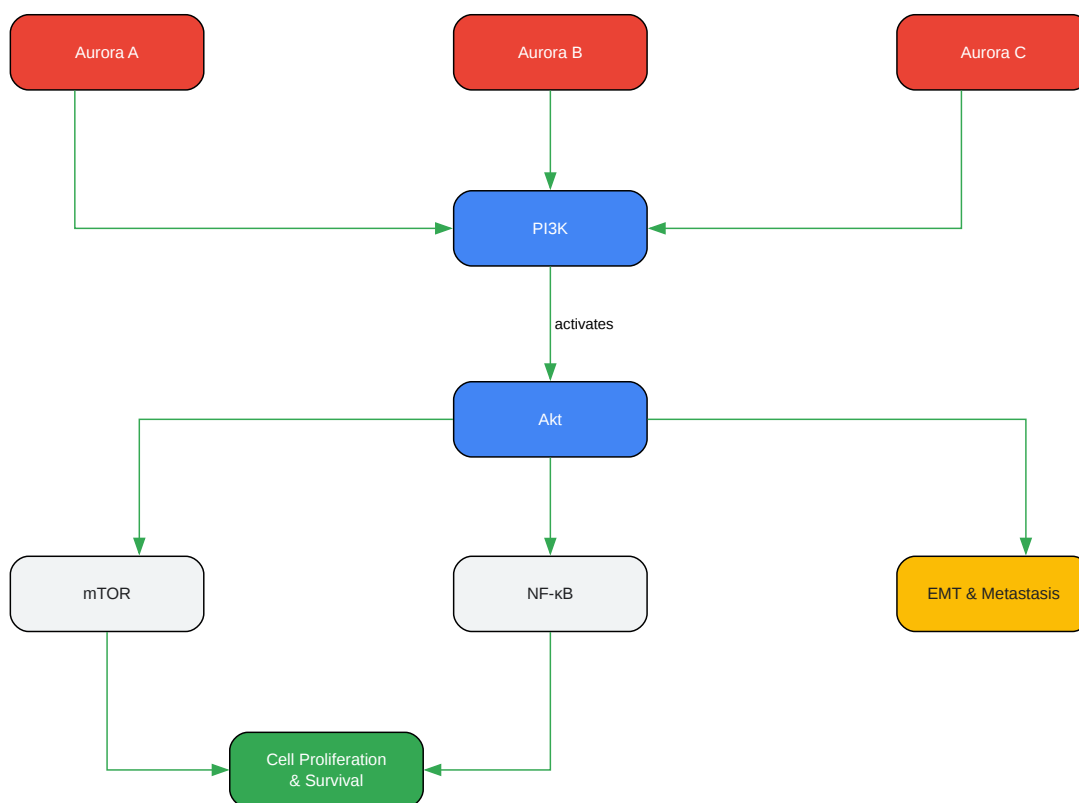 Aurora A
Aurora B
Aurora C
PI3K
activates
Akt
mTOR
NF-κB
EMT & Metastasis
Cell Proliferation
& Survival